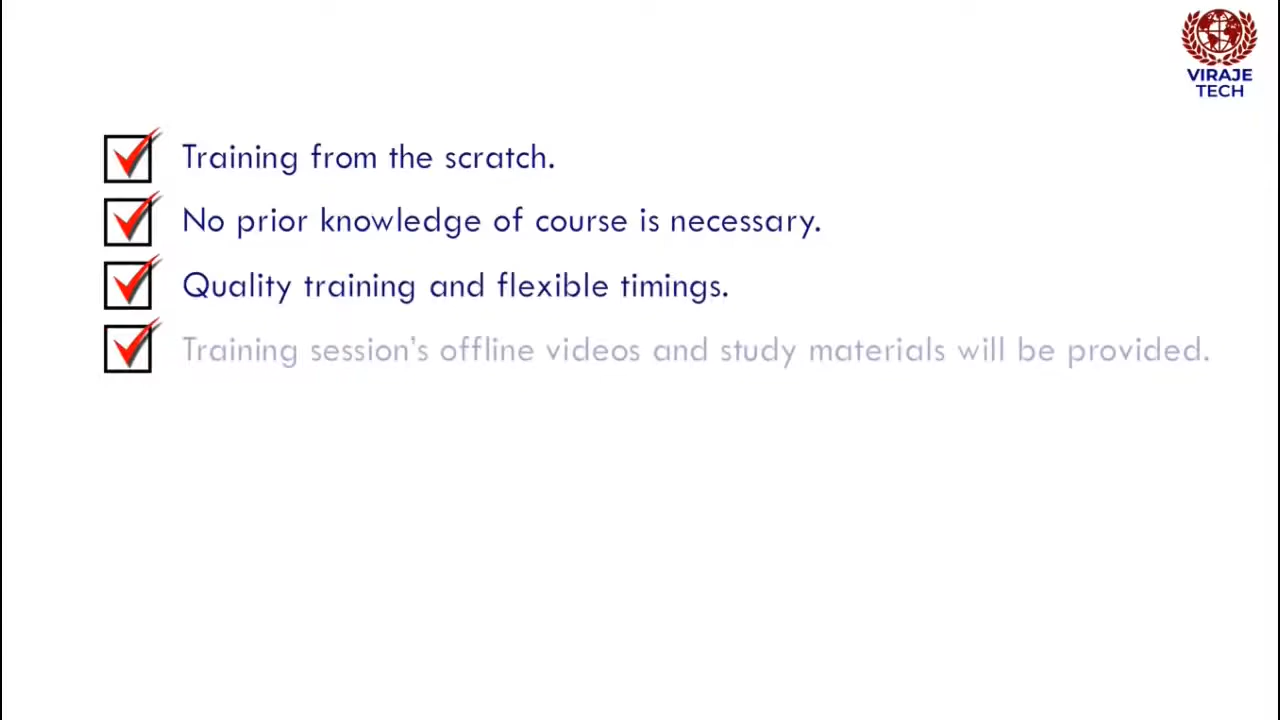 VIRAJE
TECH
Training from the scratch.
No prior knowledge of course is necessary.
Quality training and flexible timings.
Training session's offline videos and study materials will be provided.